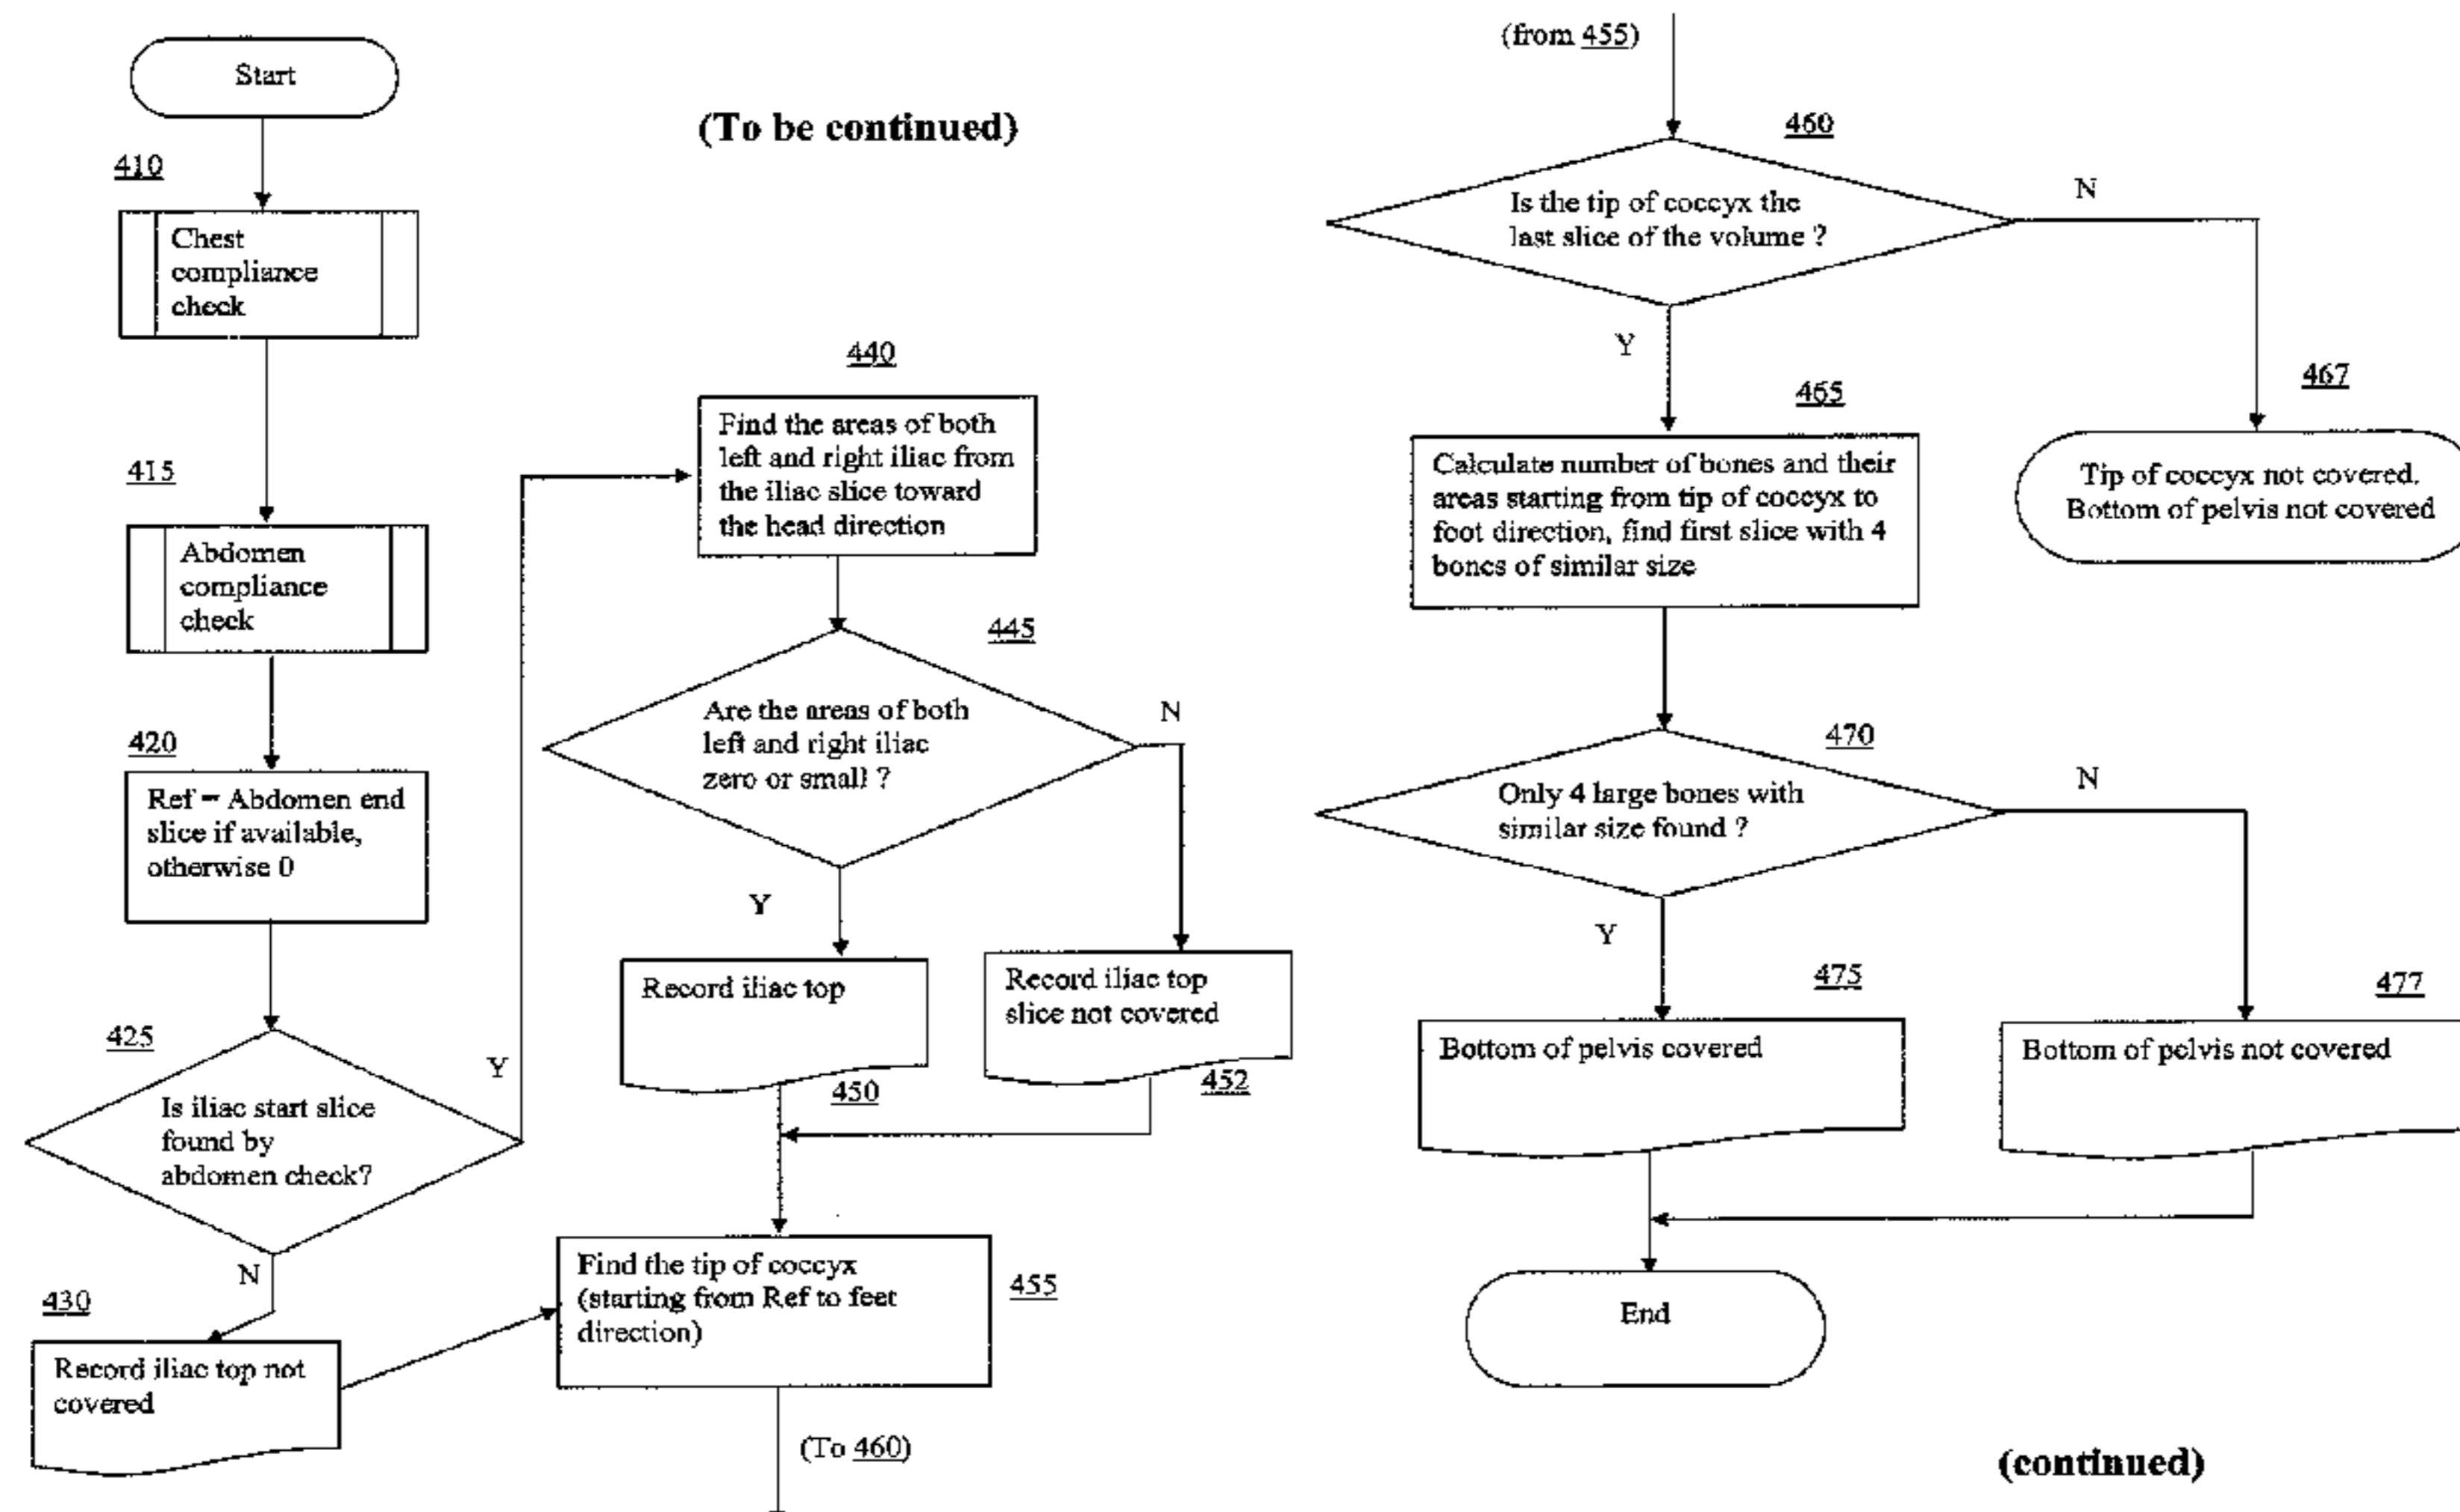 Start
(To be continued)
410
Chest
compliance
check
415
Abdomen
compliance
check
420
Ref = Abdomen end
slice if available,
otherwise 0
425
Is iliac start slice
found by
abdomen check?
Y
N
430
Record iliac top not
covered
440
Find the areas of both
left and right iliac from
the iliac slice toward
the head direction
445
Are the areas of both
left and right iliac
zero or small ?
N
Y
Record iliac top
450
Record iliac top
slice not covered
452
Find the tip of coccyx
(starting from Ref to feet
direction)
455
(To 460)
(from 455)
460
Is the tip of coccyx the
last slice of the volume ?
N
Y
467
Tip of coccyx not covered.
Bottom of pelvis not covered
465
Calculate number of bones and their
areas starting from tip of coccyx to
foot direction, find first slice with 4
bones of similar size
470
Only 4 large bones with
similar size found ?
N
Y
475
Bottom of pelvis covered
477
Bottom of pelvis not covered
End
(continued)